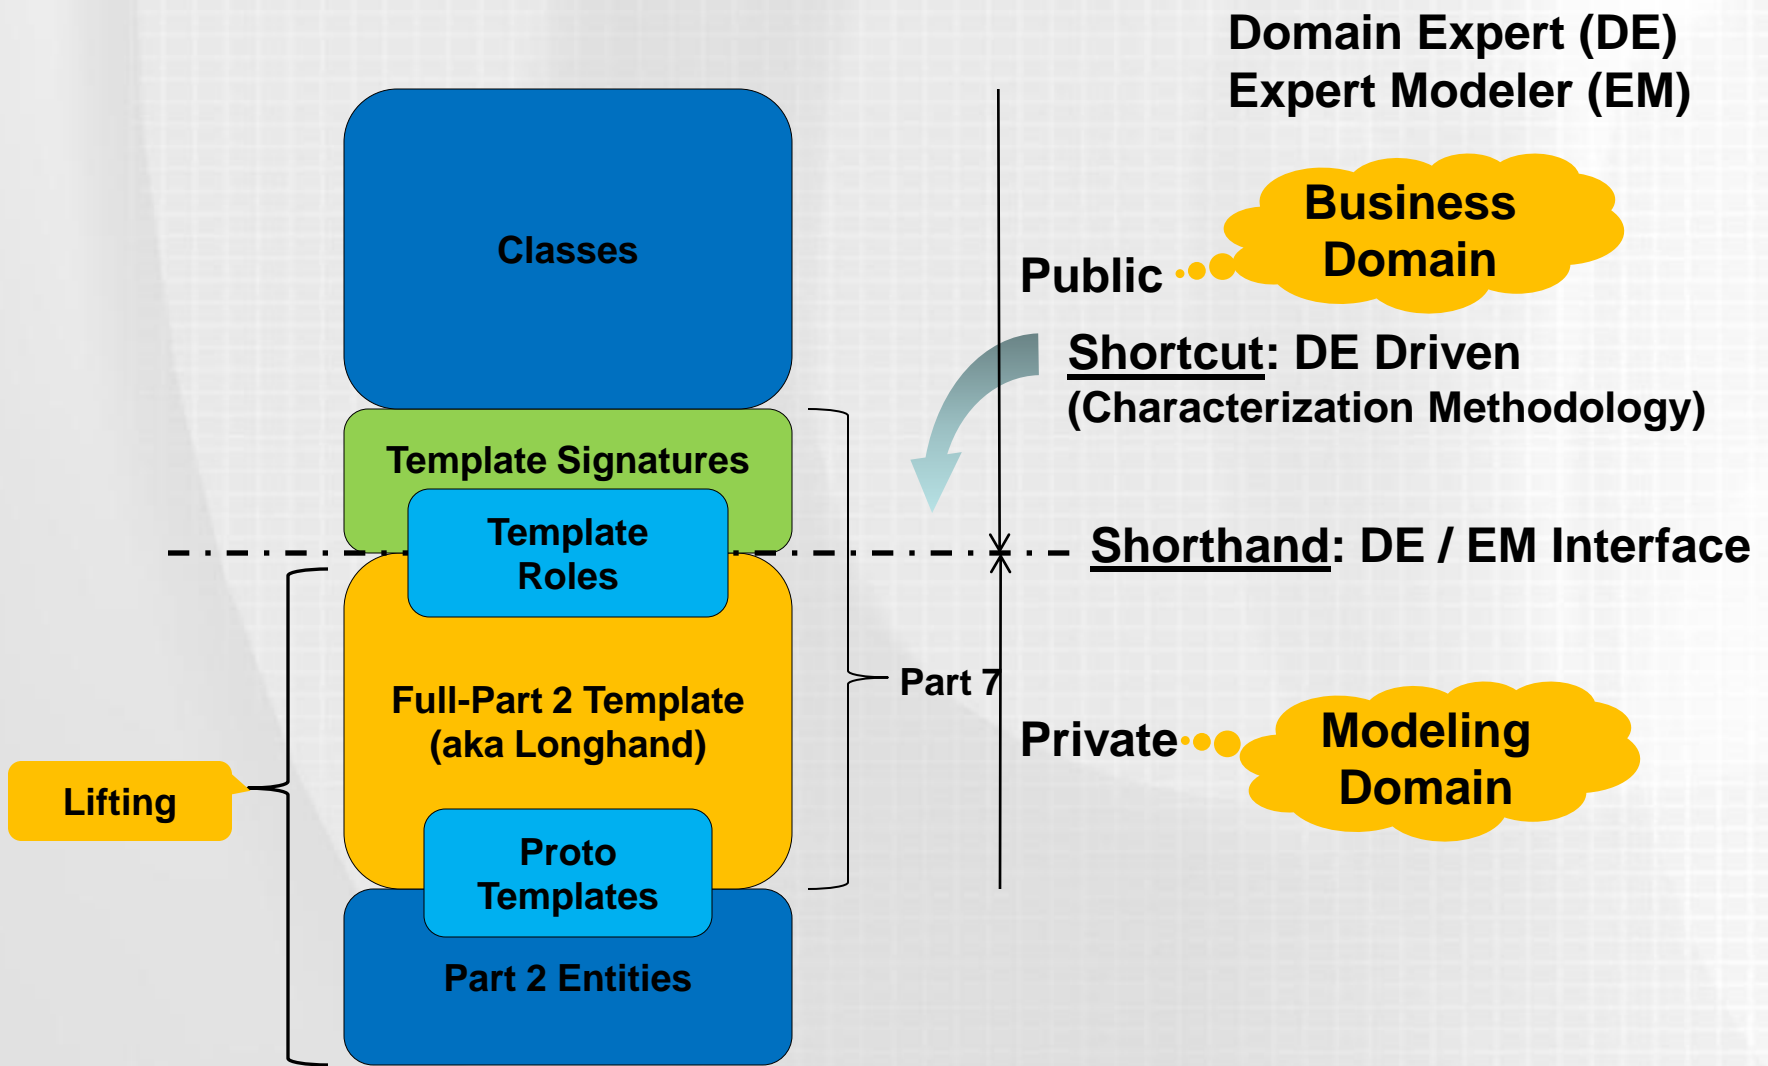 Domain Expert (DE)
Expert Modeler (EM)
Classes
Business
Domain
Public
Shortcut: DE Driven
(Characterization Methodology)
Template Signatures
Template
Roles
Shorthand: DE / EM Interface
Full-Part 2 Template
(aka Longhand)
Part 7
Private
Modeling
Domain
Lifting
Proto
Templates
Part 2 Entities